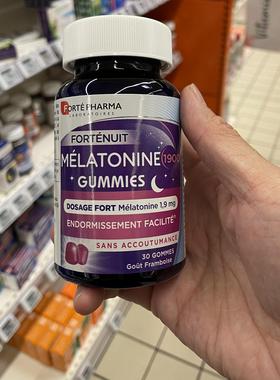 FORTÉ PHARMA
LABORATOIRES
FORTÉNUIT
MÉLATONINE 1900
GUMMIES
DOSAGE FORT Mélatonine 1,9 mg
ENDORMISSEMENT FACILITÉ
SANS ACCOUTUMANCE
30 GOMMES
Goût Framboise